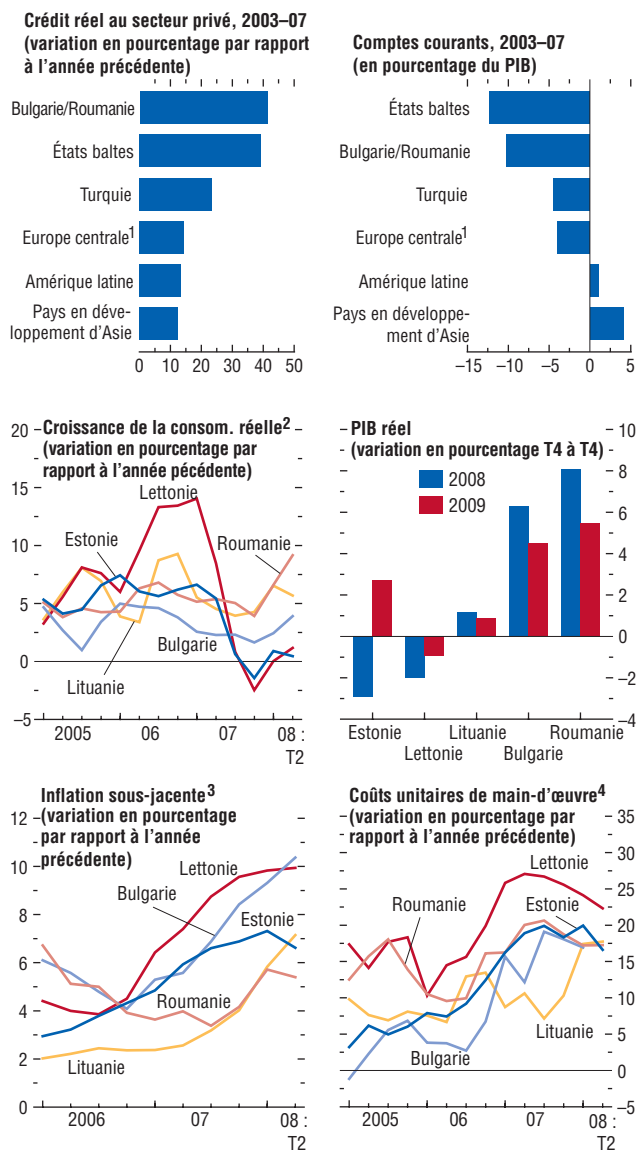 Crédit réel au secteur privé, 2003–07
(variation en pourcentage par rapport
à l'année précédente)
Bulgarie/Roumanie
États baltes
Turquie
Europe centrale1
Amérique latine
Pays en déve-
loppement d'Asie
0 10 20 30 40 50
Comptes courants, 2003–07
(en pourcentage du PIB)
États baltes
Bulgarie/Roumanie
Turquie
Europe centrale1
Amérique latine
Pays en développe-
ment d'Asie
–15 –10 –5 0 5
Croissance de la consom. réelle2
(variation en pourcentage par
rapport à l'année pécédente)
20
15
10
5
0
–5
Lettonie
Estonie
Roumanie
Bulgarie
Lituanie
2005 06 07 08 :
T2
PIB réel
(variation en pourcentage T4 à T4)
2008
2009
10
8
6
4
2
0
–2
–4
Estonie Lituanie Roumanie
Lettonie Bulgarie
Inflation sous-jacente3
(variation en pourcentage
par rapport à l'année
précédente)
12
10
8
6
4
2
0
Lettonie
Bulgarie
Estonie
Roumanie
Lituanie
2006 07 08 :
T2
Coûts unitaires de main-d'œuvre4
(variation en pourcentage par
rapport à l'année précédente)
35
30
25
20
15
10
5
0
–5
Lettonie
Roumanie
Estonie
Lituanie
Bulgarie
2005 06 07 08 :
T2